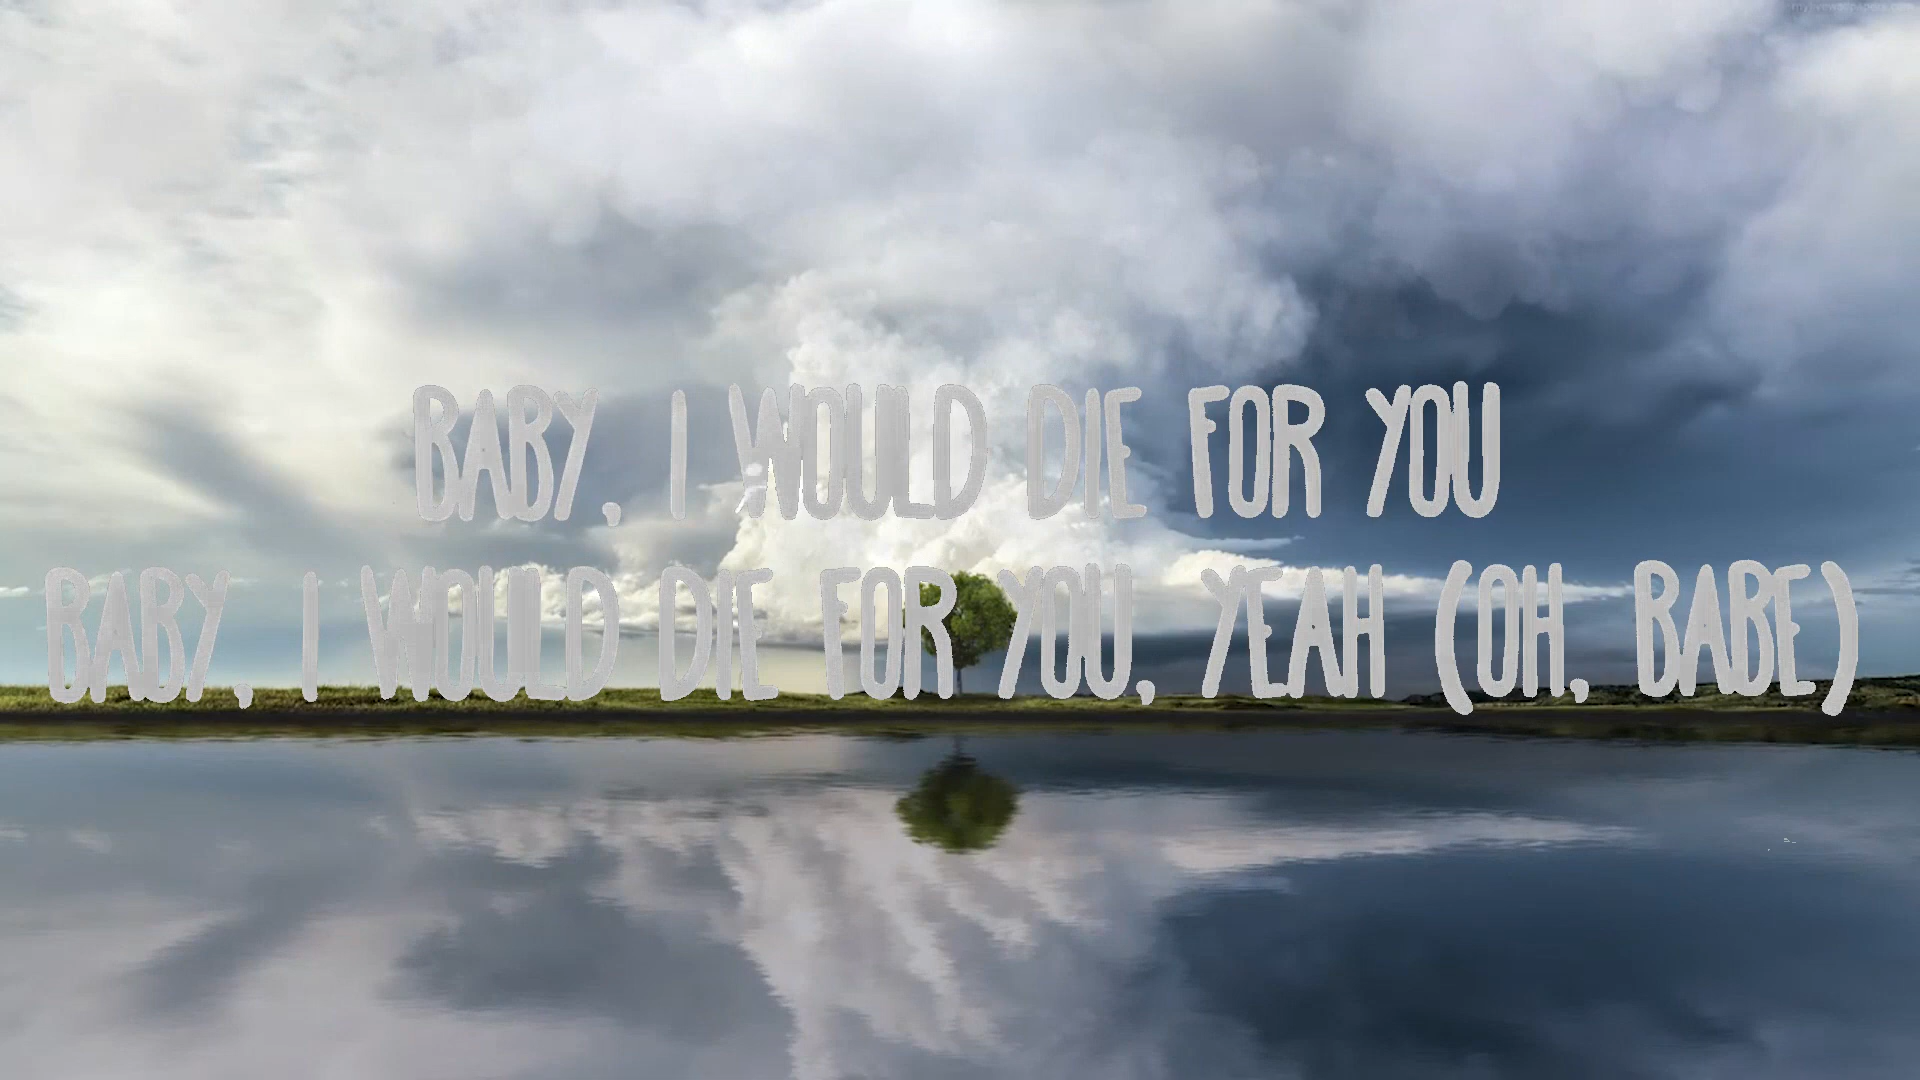 BABY, I WOULD DIE FOR YOU
BABY, I WOULD DIE FOR YOU, YEAH (OH, BABE)